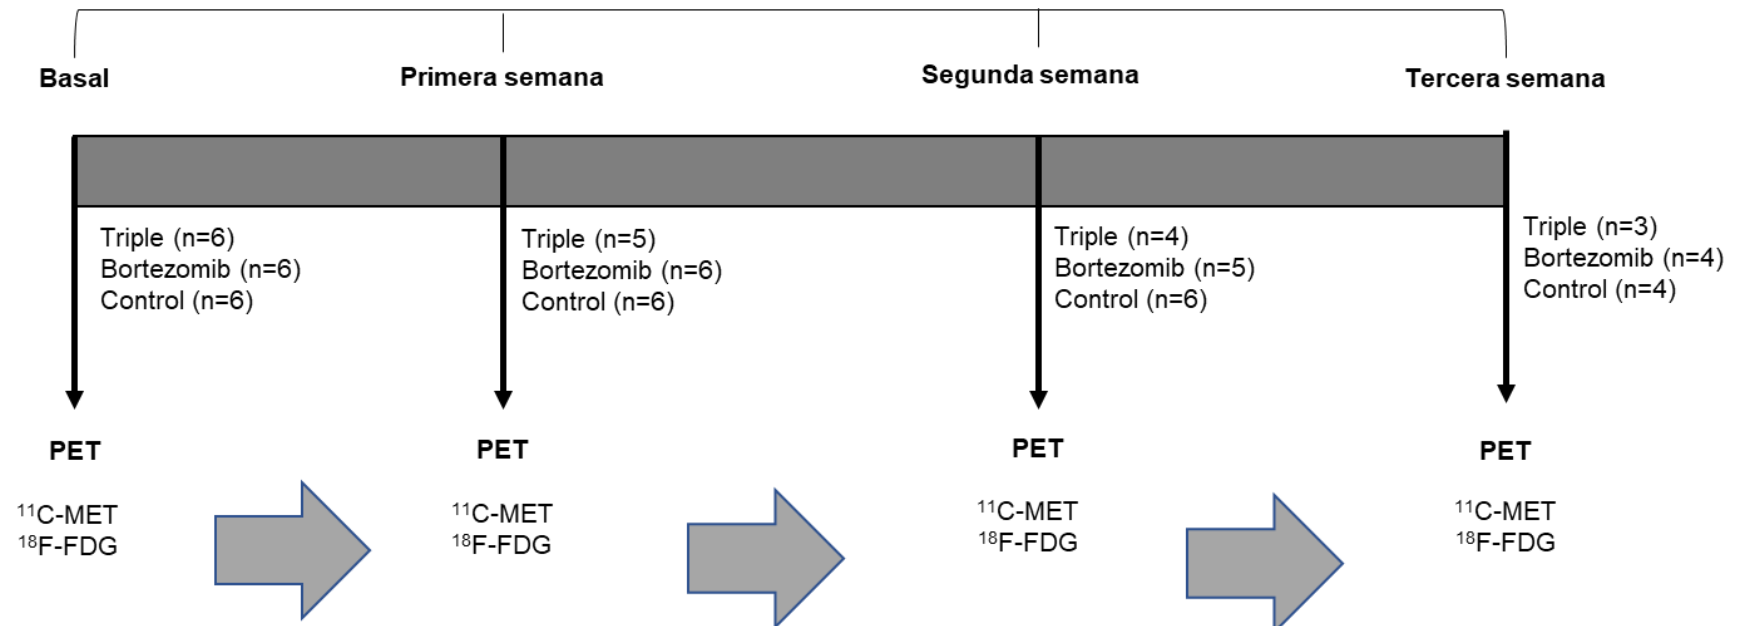 Basal
Primera semana
Segunda semana
Tercera semana
Triple (n=6)
Bortezomib (n=6)
Control (n=6)
Triple (n=5)
Bortezomib (n=6)
Control (n=6)
Triple (n=4)
Bortezomib (n=5)
Control (n=6)
Triple (n=3)
Bortezomib (n=4)
Control (n=4)
PET
¹¹C-MET
¹⁸F-FDG
PET
¹¹C-MET
¹⁸F-FDG
PET
¹¹C-MET
¹⁸F-FDG
PET
¹¹C-MET
¹⁸F-FDG